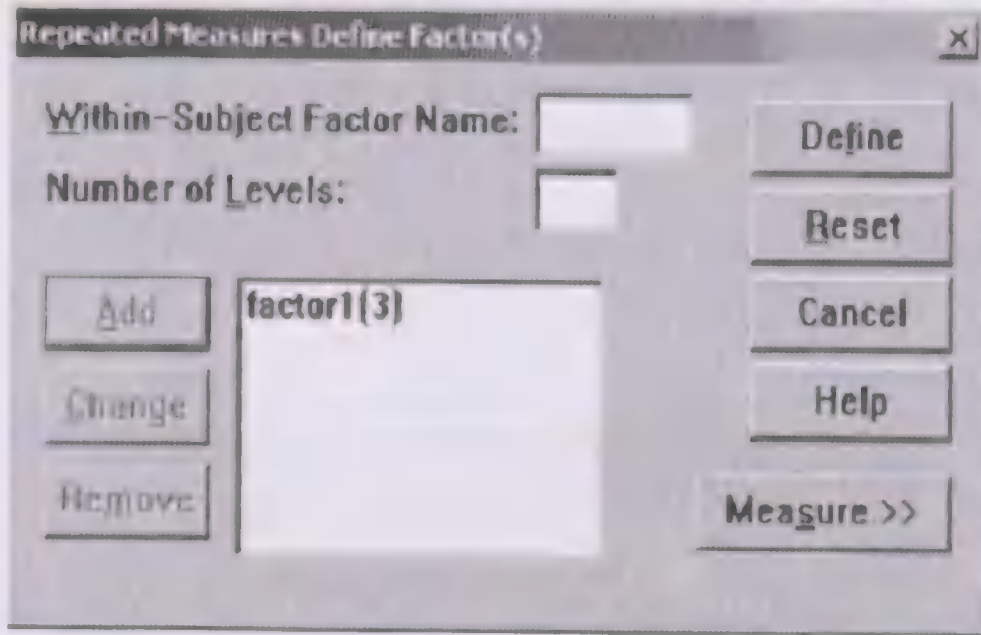 Repeated Measures Define Factor(s)
Within-Subject Factor Name:
Define
Number of Levels:
Reset
Add
factor1(3)
Cancel
Change
Help
Remove
Measure >>